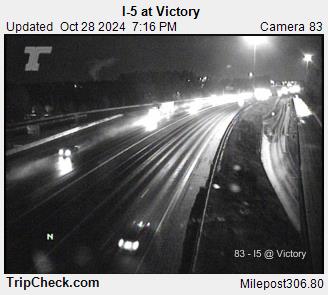 I-5 at Victory
Updated Oct 28 2024 7:16 PM Camera 83
T
N
83 - I5 @ Victory
TripCheck.com Milepost306.80